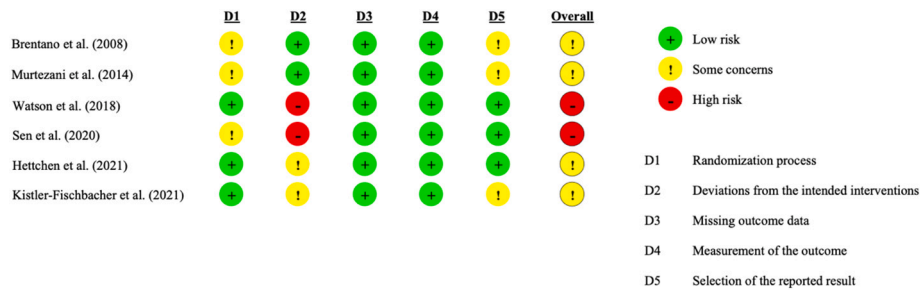 D1 D2 D3 D4 D5 Overall
Brentano et al. (2008) ! + + + ! !
Murtezani et al. (2014) ! + + + ! !
Watson et al. (2018) + - + + + -
Sen et al. (2020) ! - + + + -
Hettchen et al. (2021) + ! + + + !
Kistler-Fischbacher et al. (2021) + ! + + ! !
+ Low risk
! Some concerns
- High risk
D1 Randomization process
D2 Deviations from the intended interventions
D3 Missing outcome data
D4 Measurement of the outcome
D5 Selection of the reported result